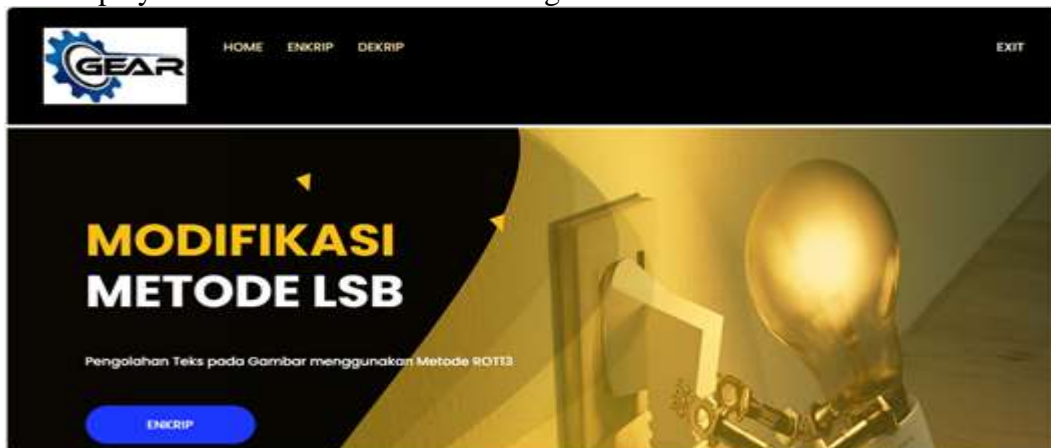 GEAR
HOME ENKRIP DEKRIP EXIT
MODIFIKASI
METODE LSB
Pengolahan Teks pada Gambar menggunakan Metode ROT13
ENKRIP